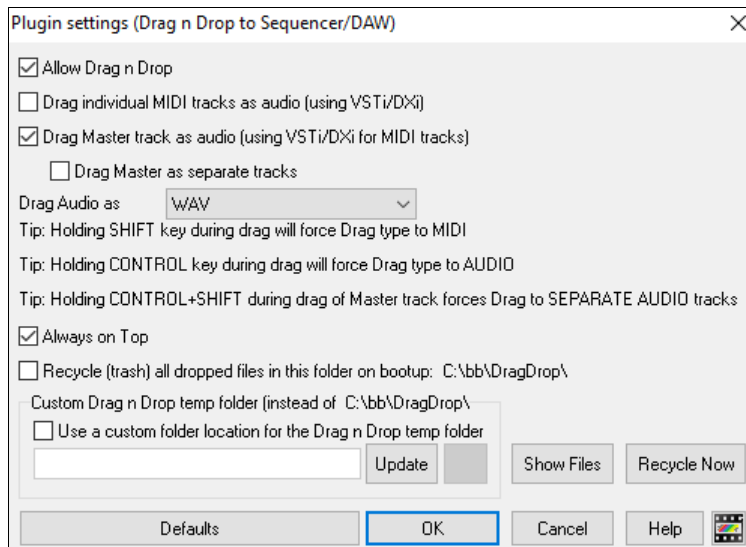 Plugin settings (Drag n Drop to Sequencer/DAW)
Allow Drag n Drop
Drag individual MIDI tracks as audio (using VSTi/DXi)
Drag Master track as audio (using VSTi/DXi for MIDI tracks)
Drag Master as separate tracks
Drag Audio as WAV
Tip: Holding SHIFT key during drag will force Drag type to MIDI
Tip: Holding CONTROL key during drag will force Drag type to AUDIO
Tip: Holding CONTROL+SHIFT during drag of Master track forces Drag to SEPARATE AUDIO tracks
Always on Top
Recycle (trash) all dropped files in this folder on bootup: C:\bb\DragDrop\
Custom Drag n Drop temp folder (instead of C:\bb\DragDrop\
Use a custom folder location for the Drag n Drop temp folder
Update Show Files Recycle Now
Defaults OK Cancel Help